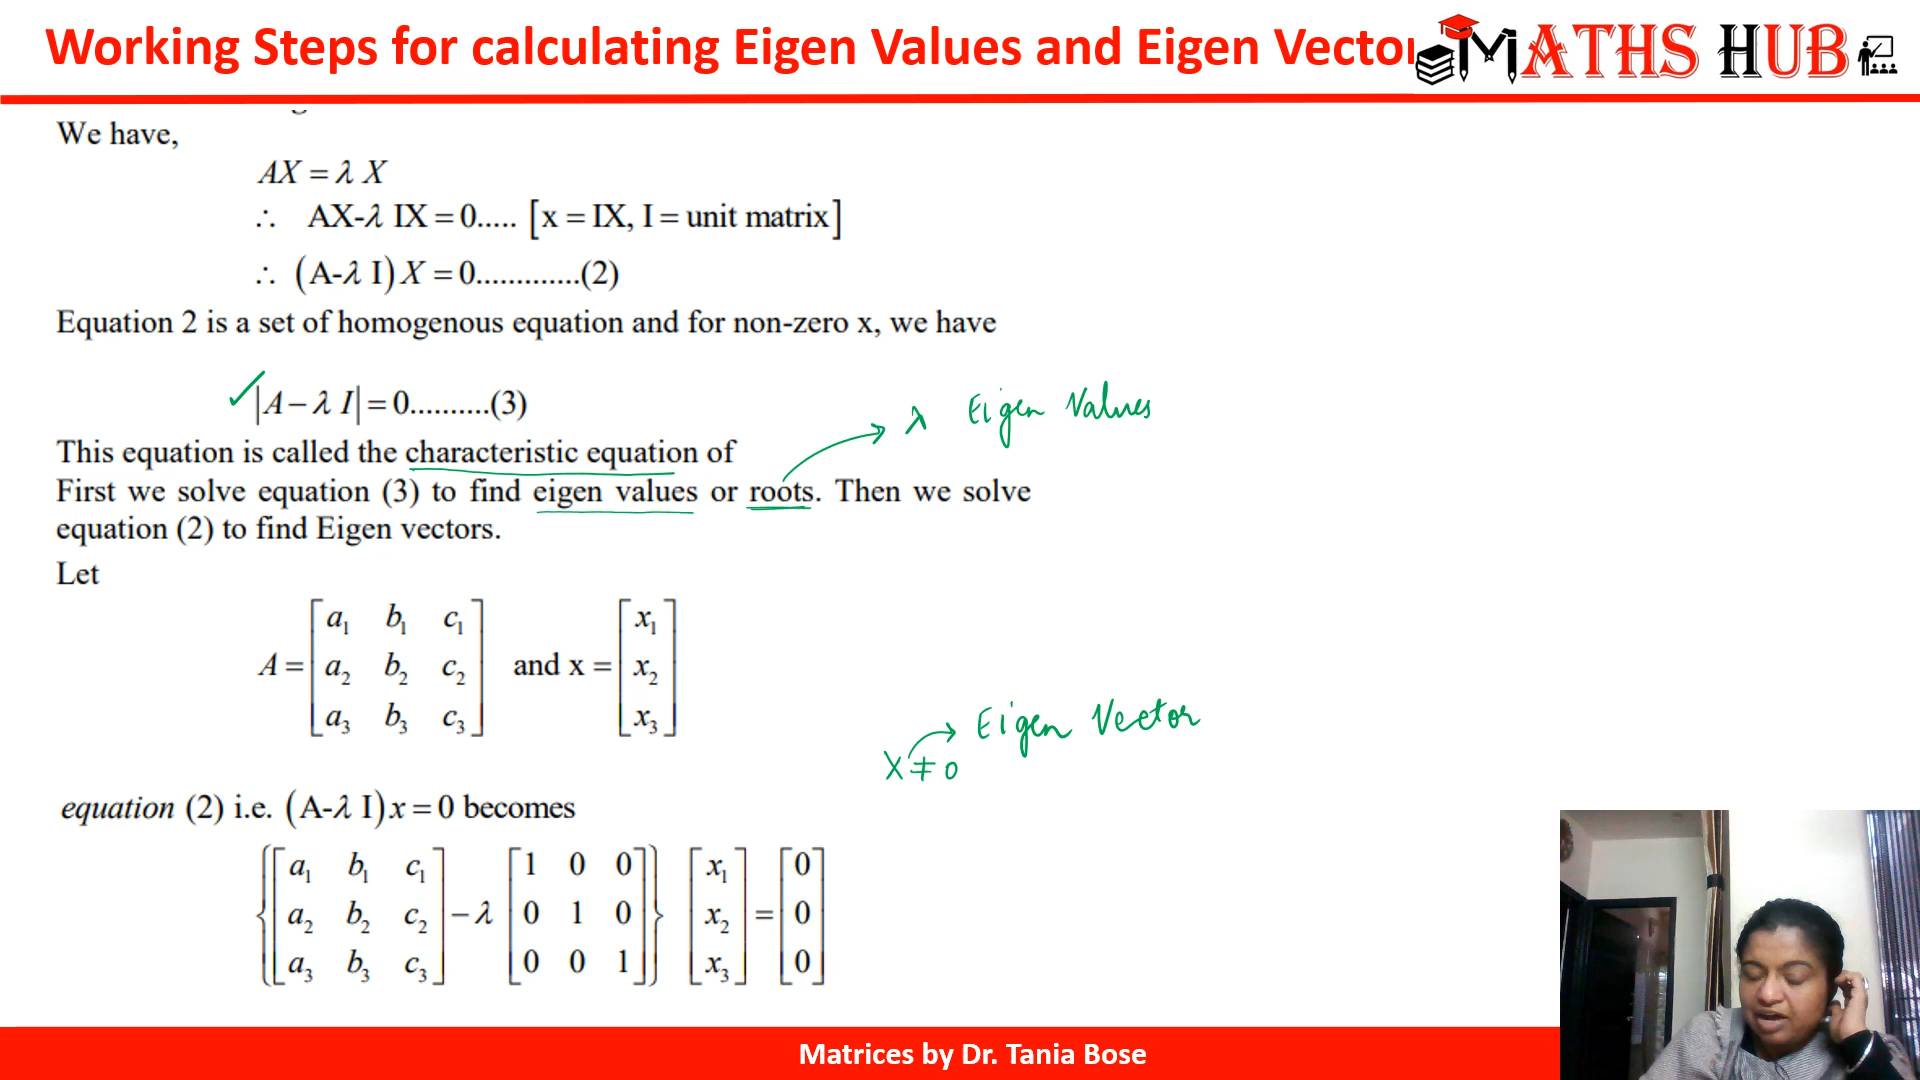 Working Steps for calculating Eigen Values and Eigen Vector
MATHS HUB
We have,
AX = λ X
∴ AX-λ IX = 0..... [x = IX, I = unit matrix]
∴ (A-λ I) X = 0.............(2)
Equation 2 is a set of homogenous equation and for non-zero x, we have
✓|A − λ I| = 0..........(3)
λ Eigen Values
This equation is called the characteristic equation of
First we solve equation (3) to find eigen values or roots. Then we solve
equation (2) to find Eigen vectors.
Let
A = [a₁ b₁ c₁
a₂ b₂ c₂
a₃ b₃ c₃] and x = [x₁
x₂
x₃]
Eigen Vector
X ≠ 0
equation (2) i.e. (A-λ I) x = 0 becomes
{[a₁ b₁ c₁
a₂ b₂ c₂
a₃ b₃ c₃] − λ [1 0 0
0 1 0
0 0 1]} [x₁
x₂
x₃] = [0
0
0]
Matrices by Dr. Tania Bose